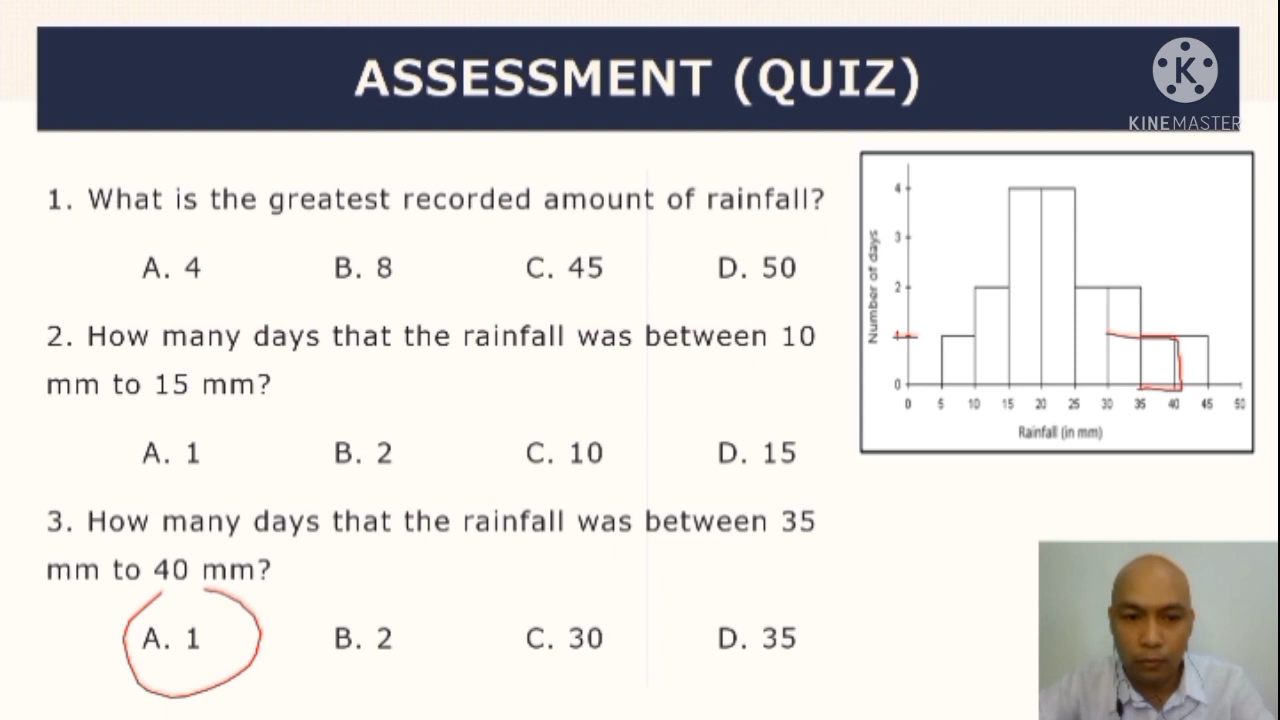 ASSESSMENT (QUIZ)
K
KINEMASTER
1. What is the greatest recorded amount of rainfall?
A. 4 B. 8 C. 45 D. 50
2. How many days that the rainfall was between 10
mm to 15 mm?
A. 1 B. 2 C. 10 D. 15
3. How many days that the rainfall was between 35
mm to 40 mm?
A. 1 B. 2 C. 30 D. 35
Number of days
4
3
2
1
0
0 5 10 15 20 25 30 35 40 45 50
Rainfall (in mm)